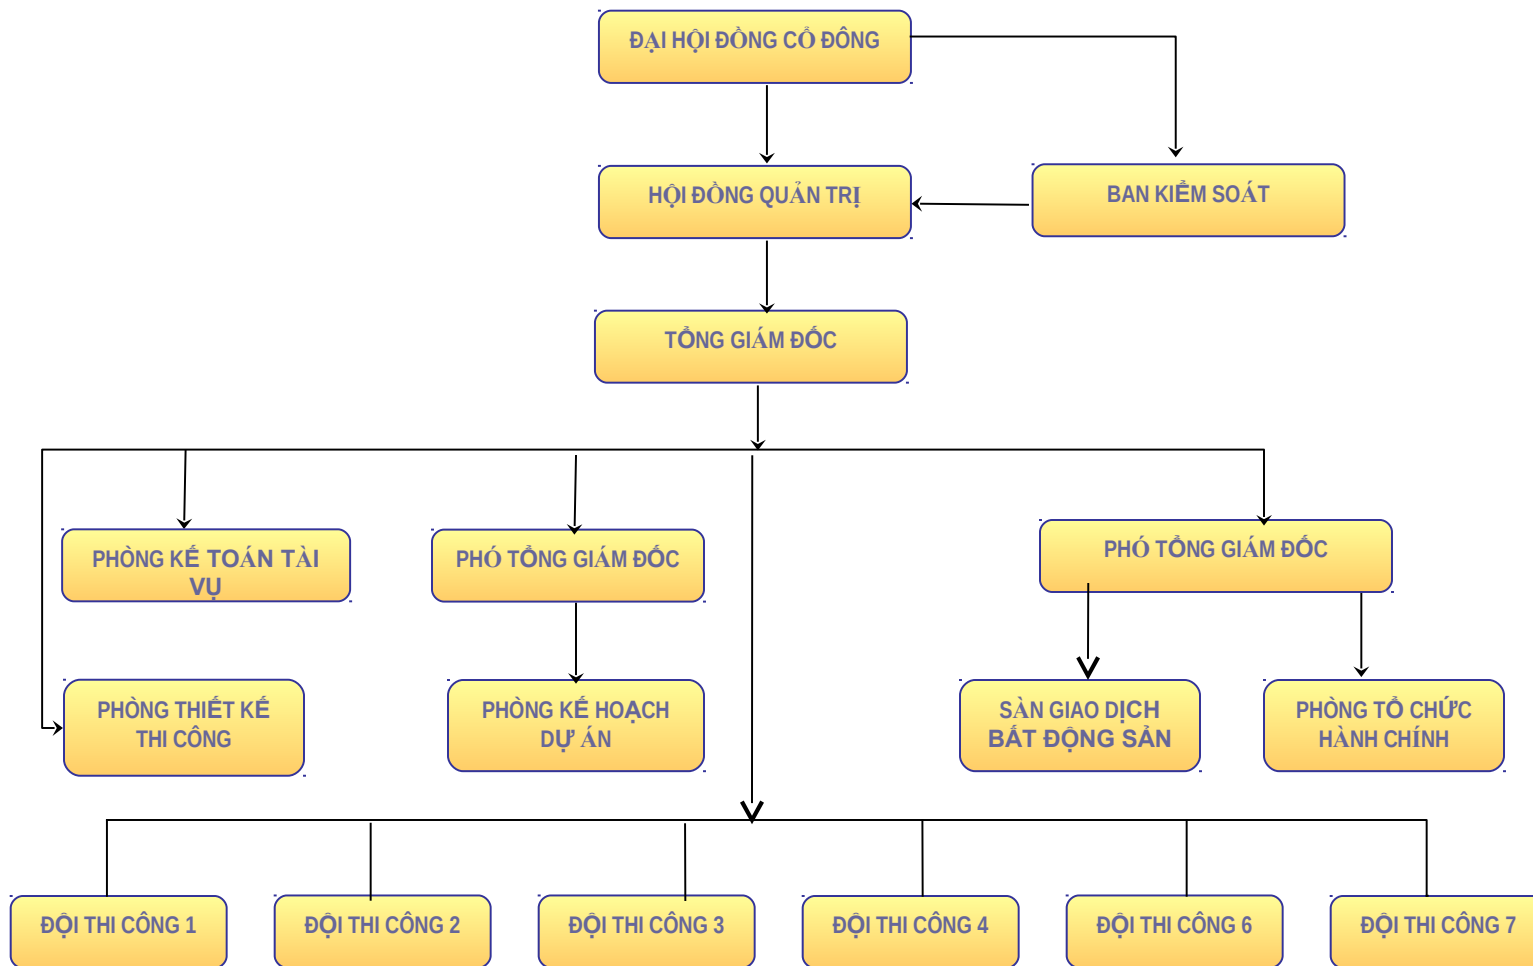 ĐẠI HỘI ĐỒNG CỔ ĐÔNG
HỘI ĐỒNG QUẢN TRỊ
BAN KIỂM SOÁT
TỔNG GIÁM ĐỐC
PHÒNG KẾ TOÁN TÀI
VỤ
PHÓ TỔNG GIÁM ĐỐC
PHÓ TỔNG GIÁM ĐỐC
PHÒNG THIẾT KẾ
THI CÔNG
PHÒNG KẾ HOẠCH
DỰ ÁN
SÀN GIAO DỊCH
BẤT ĐỘNG SẢN
PHÒNG TỔ CHỨC
HÀNH CHÍNH
ĐỘI THI CÔNG 1
ĐỘI THI CÔNG 2
ĐỘI THI CÔNG 3
ĐỘI THI CÔNG 4
ĐỘI THI CÔNG 6
ĐỘI THI CÔNG 7